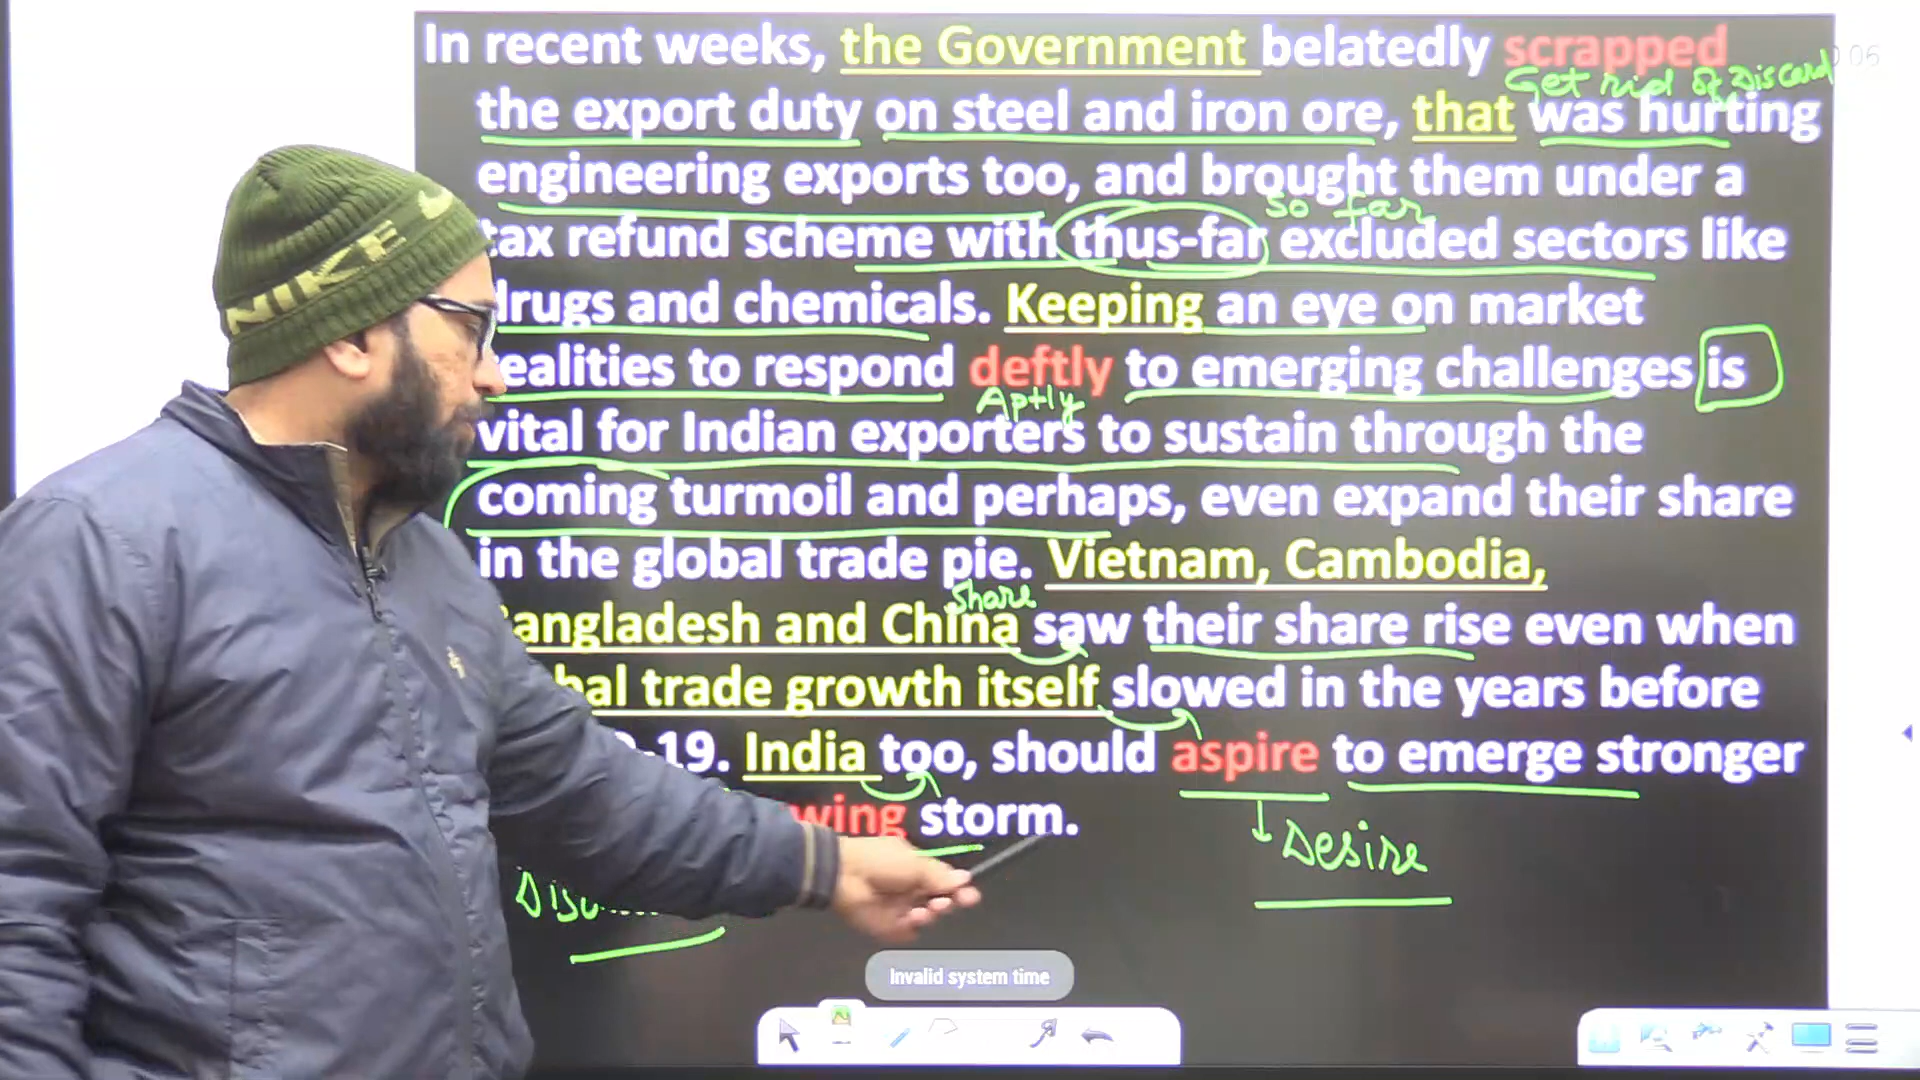 In recent weeks, the Government belatedly scrapped
Get rid of Discard
the export duty on steel and iron ore, that was hurting
engineering exports too, and brought them under a
so far
tax refund scheme with thus-far excluded sectors like
drugs and chemicals. Keeping an eye on market
realities to respond deftly to emerging challenges is
Aptly
vital for Indian exporters to sustain through the
coming turmoil and perhaps, even expand their share
in the global trade pie. Vietnam, Cambodia,
Share
Bangladesh and China saw their share rise even when
bal trade growth itself slowed in the years before
-19. India too, should aspire to emerge stronger
wing storm.
Desire
NIKE
Invalid system time